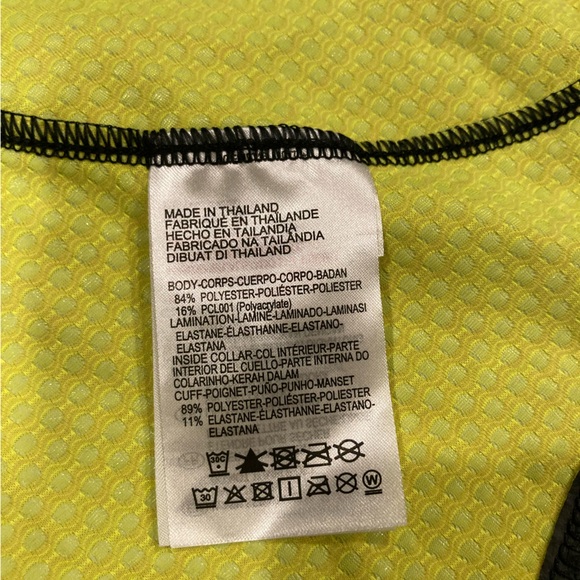 MADE IN THAILAND
FABRIQUÉ EN THAÏLANDE
HECHO EN TAILANDIA
FABRICADO NA TAILÂNDIA
DIBUAT DI THAILAND
BODY-CORPS-CUERPO-CORPO-BADAN
84% POLYESTER-POLIÉSTER-POLIESTER
16% PCL001 (Polyacrylate)
LAMINATION-LAMINÉ-LAMINADO-LAMINASI
ELASTANE-ÉLASTHANNE-ELASTANO-
ELASTANA
INSIDE COLLAR-COL INTÉRIEUR-PARTE
INTERIOR DEL CUELLO-PARTE INTERNA DO
COLARINHO-KERAH DALAM
CUFF-POIGNET-PUÑO-PUNHO-MANSET
89% POLYESTER-POLIÉSTER-POLIESTER
11% ELASTANE-ÉLASTHANNE-ELASTANO-
ELASTANA
30C
30
W